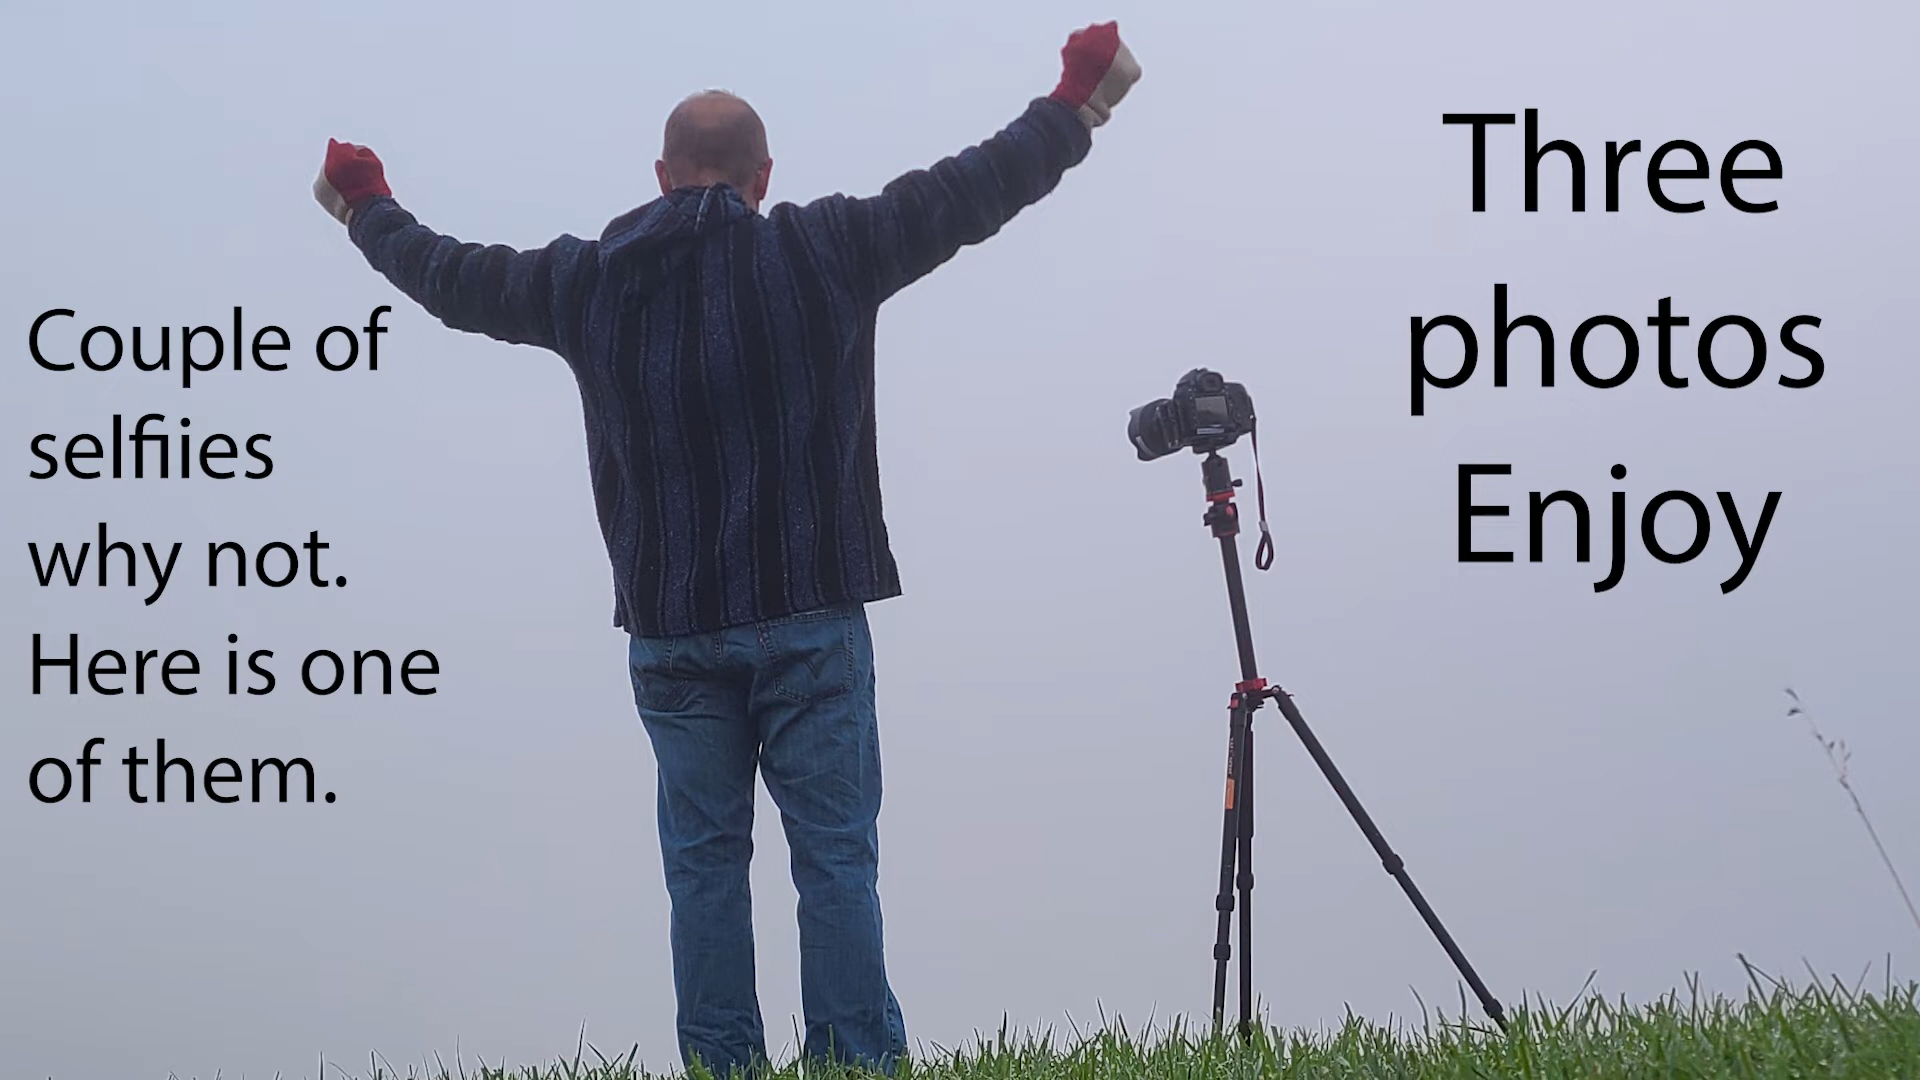 Couple of
selfiies
why not.
Here is one
of them.
Three
photos
Enjoy